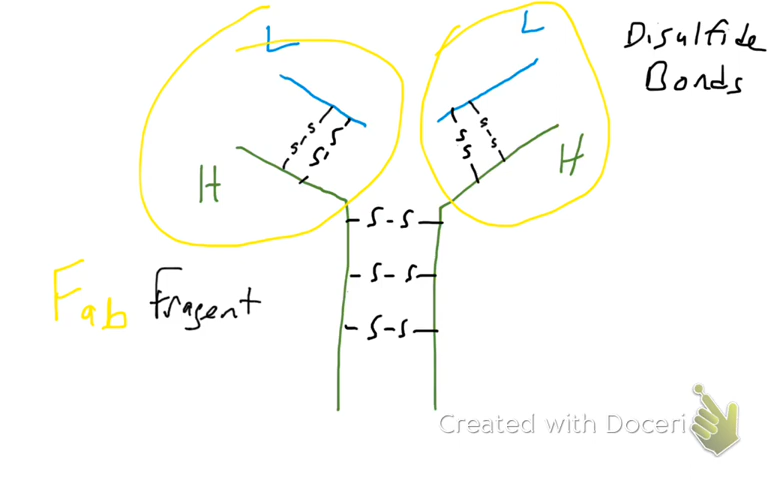 L
L
Disulfide
Bonds
S-S
S-S
S-S
S-S
H
H
S-S
S-S
S-S
Fab Fragent
Created with Doceri